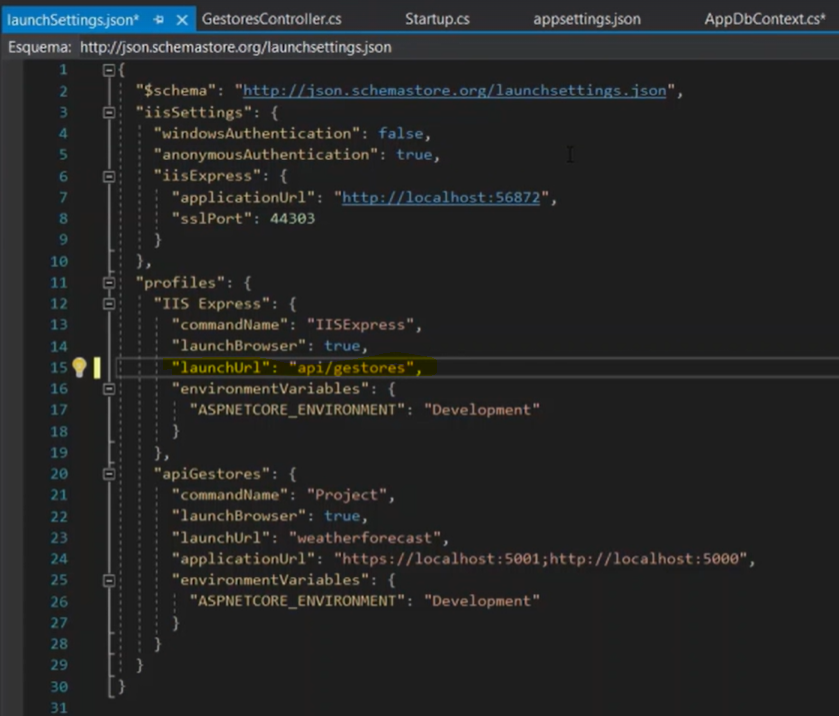 launchSettings.json* GestoresController.cs Startup.cs appsettings.json AppDbContext.cs*
Esquema: http://json.schemastore.org/launchsettings.json
1 {
2 "$schema": "http://json.schemastore.org/launchsettings.json",
3 "iisSettings": {
4 "windowsAuthentication": false,
5 "anonymousAuthentication": true,
6 "iisExpress": {
7 "applicationUrl": "http://localhost:56872",
8 "sslPort": 44303
9 }
10 },
11 "profiles": {
12 "IIS Express": {
13 "commandName": "IISExpress",
14 "launchBrowser": true,
15 "launchUrl": "api/gestores",
16 "environmentVariables": {
17 "ASPNETCORE_ENVIRONMENT": "Development"
18 }
19 },
20 "apiGestores": {
21 "commandName": "Project",
22 "launchBrowser": true,
23 "launchUrl": "weatherforecast",
24 "applicationUrl": "https://localhost:5001;http://localhost:5000",
25 "environmentVariables": {
26 "ASPNETCORE_ENVIRONMENT": "Development"
27 }
28 }
29 }
30 }
31